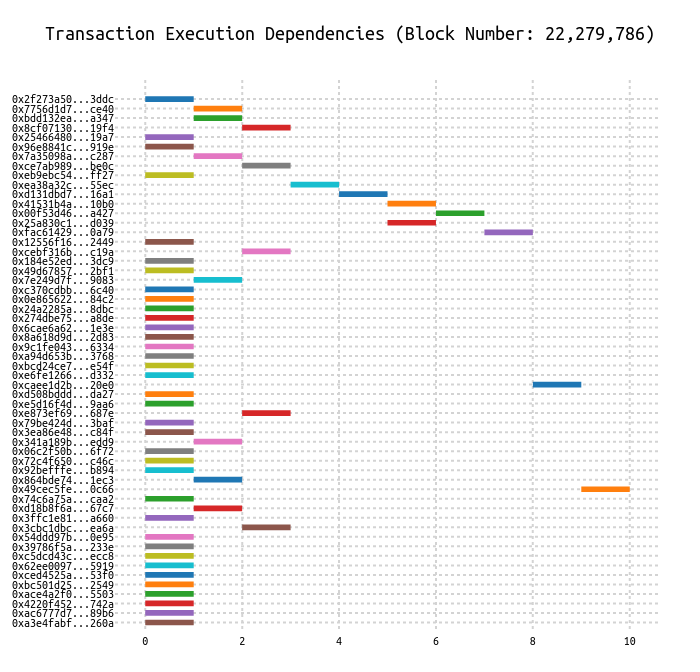 Transaction Execution Dependencies (Block Number: 22,279,786)
0x2f273a50...3ddc
0x7756d1d7...ce40
0xbdd132ea...a347
0x8cf07130...19f4
0x25466480...19a7
0x96e8841c...919e
0x7a35098a...c287
0xce7ab989...be0c
0xeb9ebc54...ff27
0xea38a32c...55ec
0xd131dbd7...16a1
0x41531b4a...10b0
0x00f53d46...a427
0x25a830c1...d039
0xfac61429...0a79
0x12556f16...2449
0xcebf316b...c19a
0x184e52ed...3dc9
0x49d67857...2bf1
0x7e249d7f...9083
0xc370cdbb...6c40
0x0e865622...84c2
0x24a2285a...8dbc
0x274dbe75...a8de
0x6cae6a62...1e3e
0x8a618d9d...2d83
0x9c1fe043...6334
0xa94d653b...3768
0xbcd24ce7...e54f
0xe6fe1266...d332
0xcaee1d2b...20e0
0xd508bddd...da27
0xe5d16f4d...9aa6
0xe873ef69...687e
0x79be424d...3baf
0x3ea86e48...c84f
0x341a189b...edd9
0x06c2f50b...6f72
0x72c4f650...c46c
0x92befffe...b894
0x864bde74...1ec3
0x49cec5fe...0c66
0x74c6a75a...caa2
0xd18b8f6a...67c7
0x3ffc1e81...a660
0x3cbc1dbc...ea6a
0x54ddd97b...0e95
0x39786f5a...233e
0xc5dcd43c...ecc8
0x62ee0097...5919
0xced4525a...53f0
0xbc501d25...2549
0xace4a2f0...5503
0x4220f452...742a
0xac6777d7...89b6
0xa3e4fabf...260a
0 2 4 6 8 10